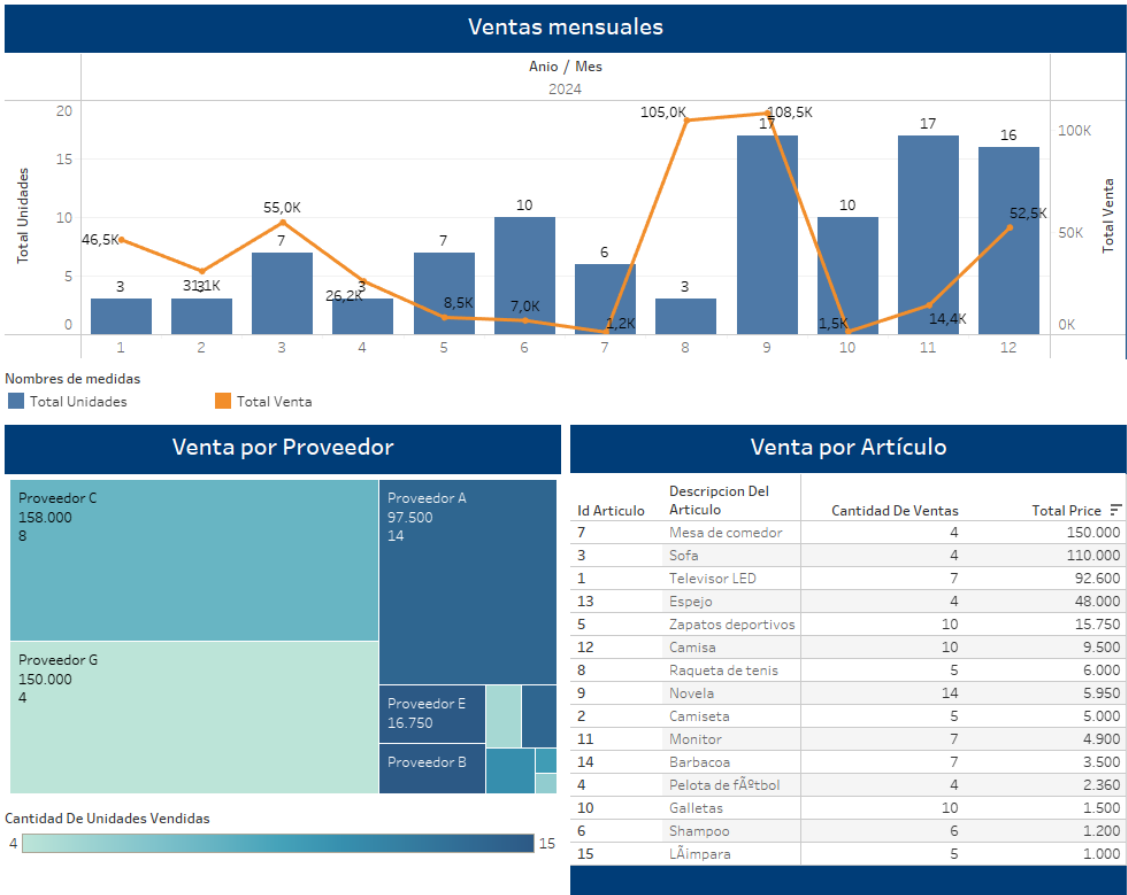 Ventas mensuales
Anio / Mes
2024
Total Unidades
20
15
10
5
0
46,5K
3
31,1K
3
55,0K
7
26,2K
3
7
8,5K
10
7,0K
6
1,2K
105,0K
3
108,5K
17
10
1,5K
17
14,4K
16
52,5K
100K
50K
0K
Total Venta
1 2 3 4 5 6 7 8 9 10 11 12
Nombres de medidas
Total Unidades Total Venta
Venta por Proveedor
Proveedor C
158.000
8
Proveedor G
150.000
4
Proveedor A
97.500
14
Proveedor E
16.750
Proveedor B
Cantidad De Unidades Vendidas
4 15
Venta por Artículo
Id Articulo Descripcion Del Articulo Cantidad De Ventas Total Price
7 Mesa de comedor 4 150.000
3 Sofa 4 110.000
1 Televisor LED 7 92.600
13 Espejo 4 48.000
5 Zapatos deportivos 10 15.750
12 Camisa 10 9.500
8 Raqueta de tenis 5 6.000
9 Novela 14 5.950
2 Camiseta 5 5.000
11 Monitor 7 4.900
14 Barbacoa 7 3.500
4 Pelota de fÃºtbol 4 2.360
10 Galletas 10 1.500
6 Shampoo 6 1.200
15 LÃimpara 5 1.000